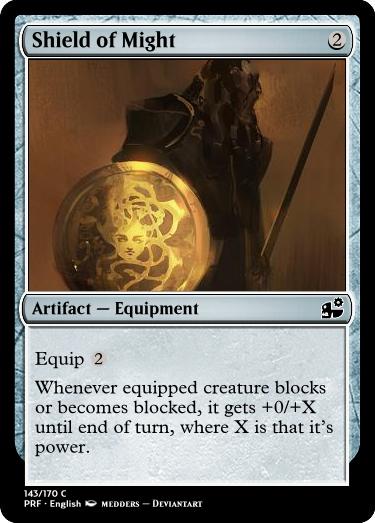 Shield of Might 2
Artifact — Equipment
Equip 2
Whenever equipped creature blocks
or becomes blocked, it gets +0/+X
until end of turn, where X is that it's
power.
143/170 C
PRF • English MEDDERS — DEVIANTART